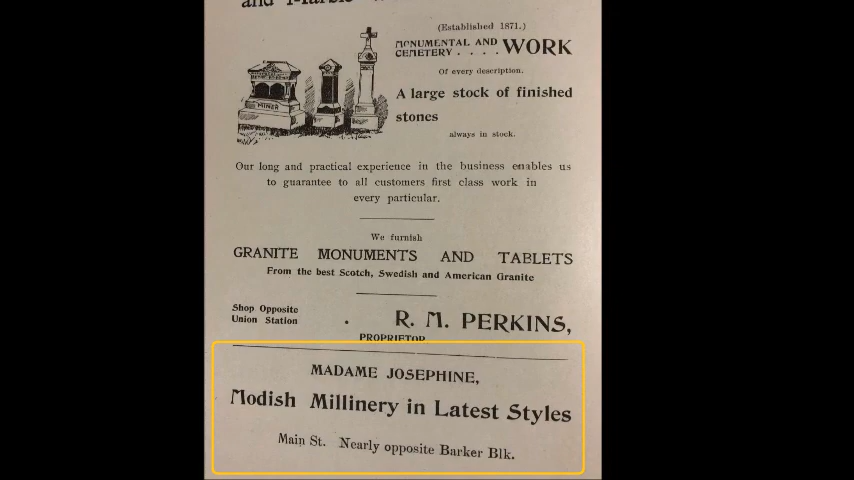 and Marble
(Established 1871.)
MONUMENTAL AND
CEMETERY . . . . WORK
Of every description.
A large stock of finished
stones
always in stock.
MINER
Our long and practical experience in the business enables us
to guarantee to all customers first class work in
every particular.
We furnish
GRANITE MONUMENTS AND TABLETS
From the best Scotch, Swedish and American Granite
Shop Opposite
Union Station
R. M. PERKINS,
PROPRIETOR
MADAME JOSEPHINE,
Modish Millinery in Latest Styles
Main St. Nearly opposite Barker Blk.